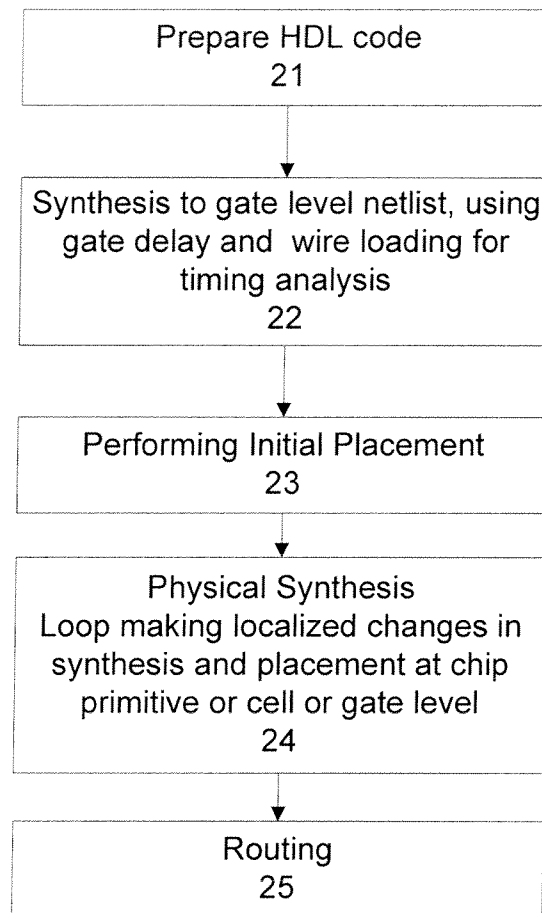 Prepare HDL code
21
Synthesis to gate level netlist, using
gate delay and wire loading for
timing analysis
22
Performing Initial Placement
23
Physical Synthesis
Loop making localized changes in
synthesis and placement at chip
primitive or cell or gate level
24
Routing
25